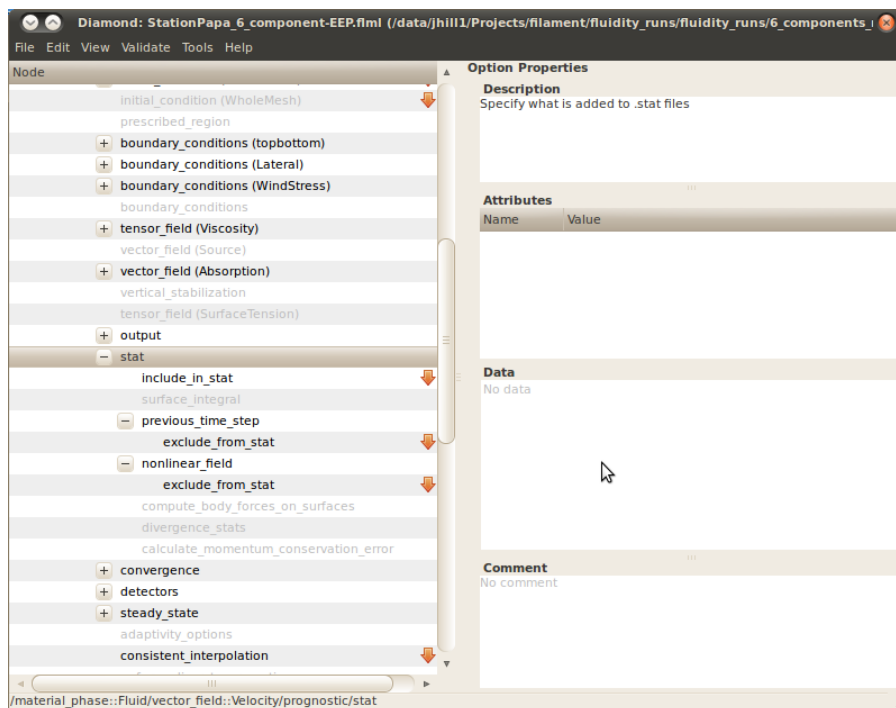 Diamond: StationPapa_6_component-EEP.flml (/data/jhill1/Projects/filament/fluidity_runs/fluidity_runs/6_components_
File Edit View Validate Tools Help
Node
initial_condition (WholeMesh)
prescribed_region
boundary_conditions (topbottom)
boundary_conditions (Lateral)
boundary_conditions (WindStress)
boundary_conditions
tensor_field (Viscosity)
vector_field (Source)
vector_field (Absorption)
vertical_stabilization
tensor_field (SurfaceTension)
output
stat
include_in_stat
surface_integral
previous_time_step
exclude_from_stat
nonlinear_field
exclude_from_stat
compute_body_forces_on_surfaces
divergence_stats
calculate_momentum_conservation_error
convergence
detectors
steady_state
adaptivity_options
consistent_interpolation
Option Properties
Description
Specify what is added to .stat files
Attributes
Name Value
Data
No data
Comment
No comment
/material_phase::Fluid/vector_field::Velocity/prognostic/stat